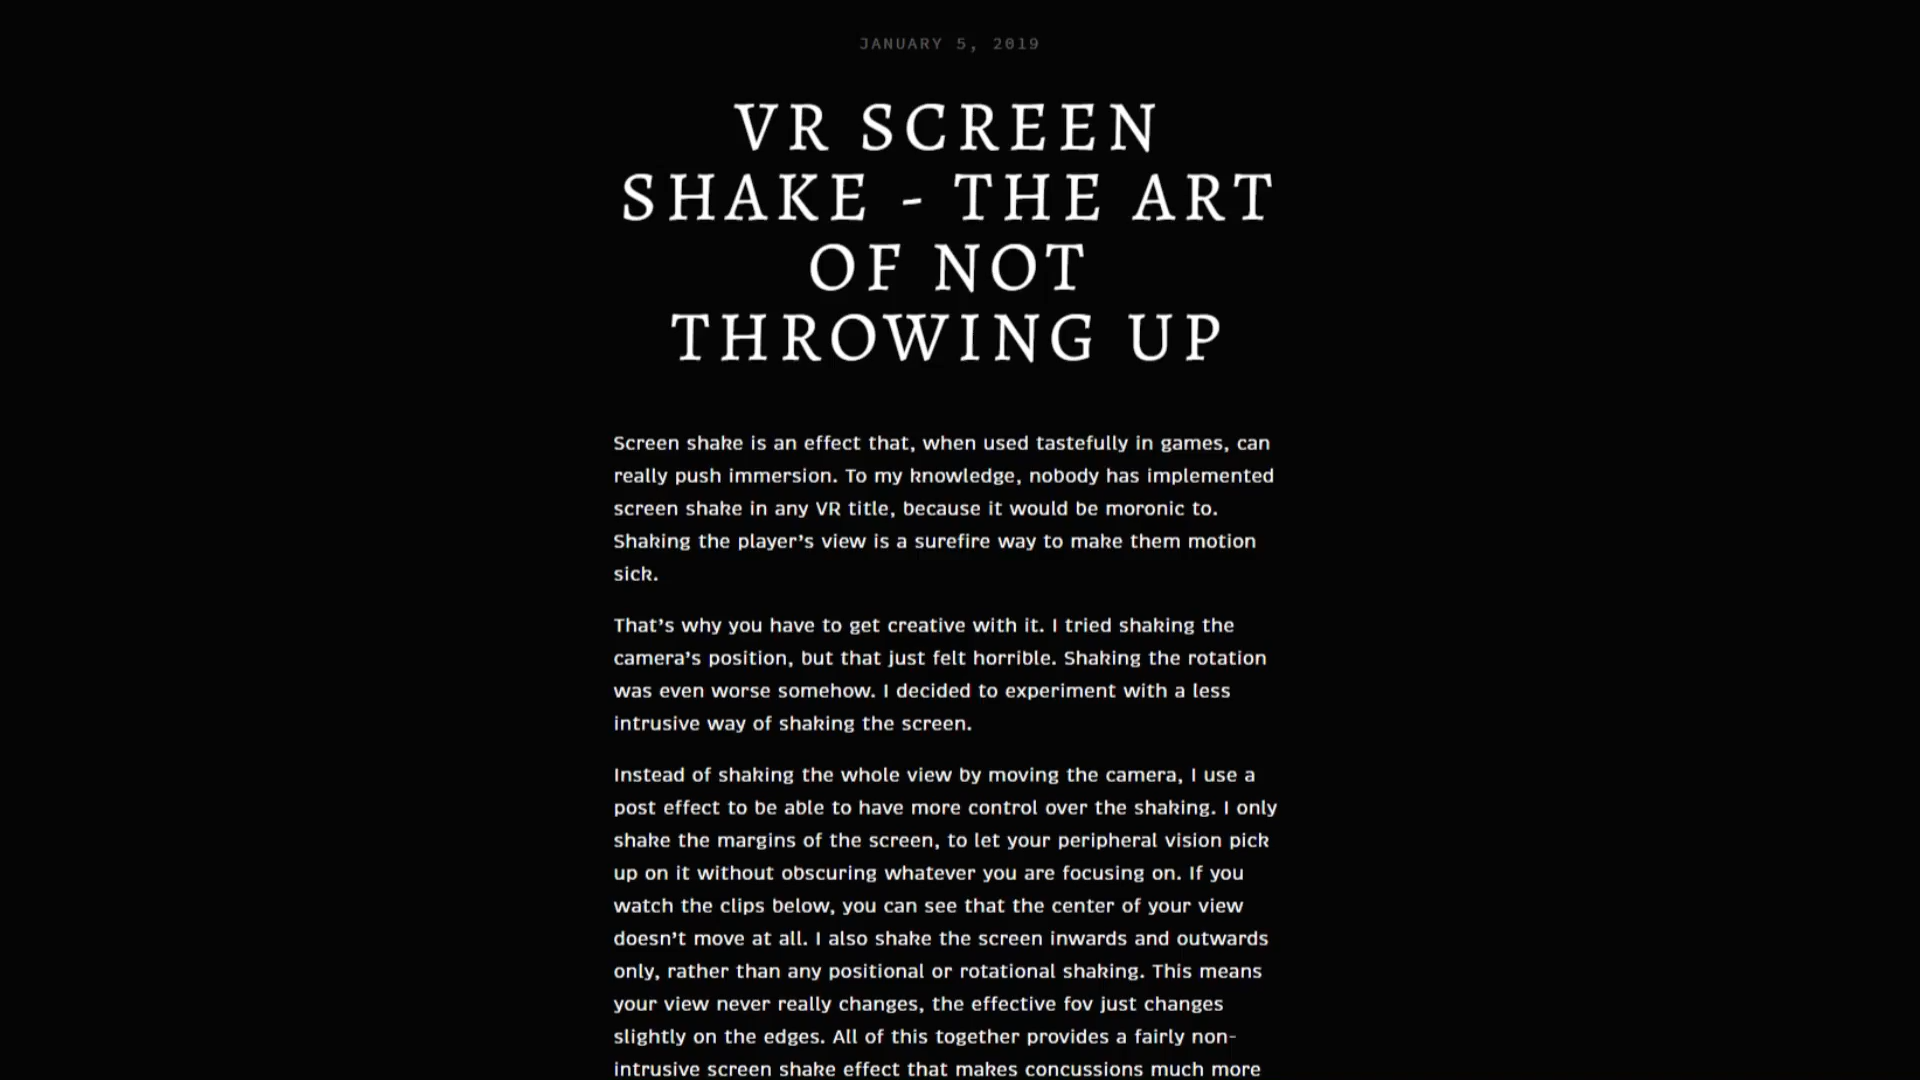 JANUARY 5, 2019
VR SCREEN
SHAKE - THE ART
OF NOT
THROWING UP
Screen shake is an effect that, when used tastefully in games, can
really push immersion. To my knowledge, nobody has implemented
screen shake in any VR title, because it would be moronic to.
Shaking the player's view is a surefire way to make them motion
sick.
That's why you have to get creative with it. I tried shaking the
camera's position, but that just felt horrible. Shaking the rotation
was even worse somehow. I decided to experiment with a less
intrusive way of shaking the screen.
Instead of shaking the whole view by moving the camera, I use a
post effect to be able to have more control over the shaking. I only
shake the margins of the screen, to let your peripheral vision pick
up on it without obscuring whatever you are focusing on. If you
watch the clips below, you can see that the center of your view
doesn't move at all. I also shake the screen inwards and outwards
only, rather than any positional or rotational shaking. This means
your view never really changes, the effective fov just changes
slightly on the edges. All of this together provides a fairly non-
intrusive screen shake effect that makes concussions much more